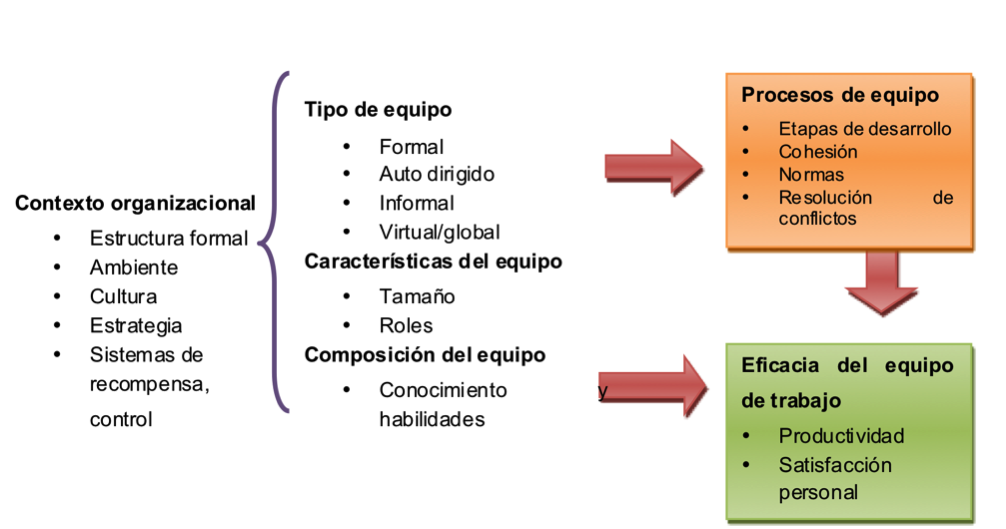 Contexto organizacional
• Estructura formal
• Ambiente
• Cultura
• Estrategia
• Sistemas de
recompensa,
control
Tipo de equipo
• Formal
• Auto dirigido
• Informal
• Virtual/global
Características del equipo
• Tamaño
• Roles
Composición del equipo
• Conocimiento y
habilidades
Procesos de equipo
• Etapas de desarrollo
• Cohesión
• Normas
• Resolución de
conflictos
Eficacia del equipo
de trabajo
• Productividad
• Satisfacción
personal